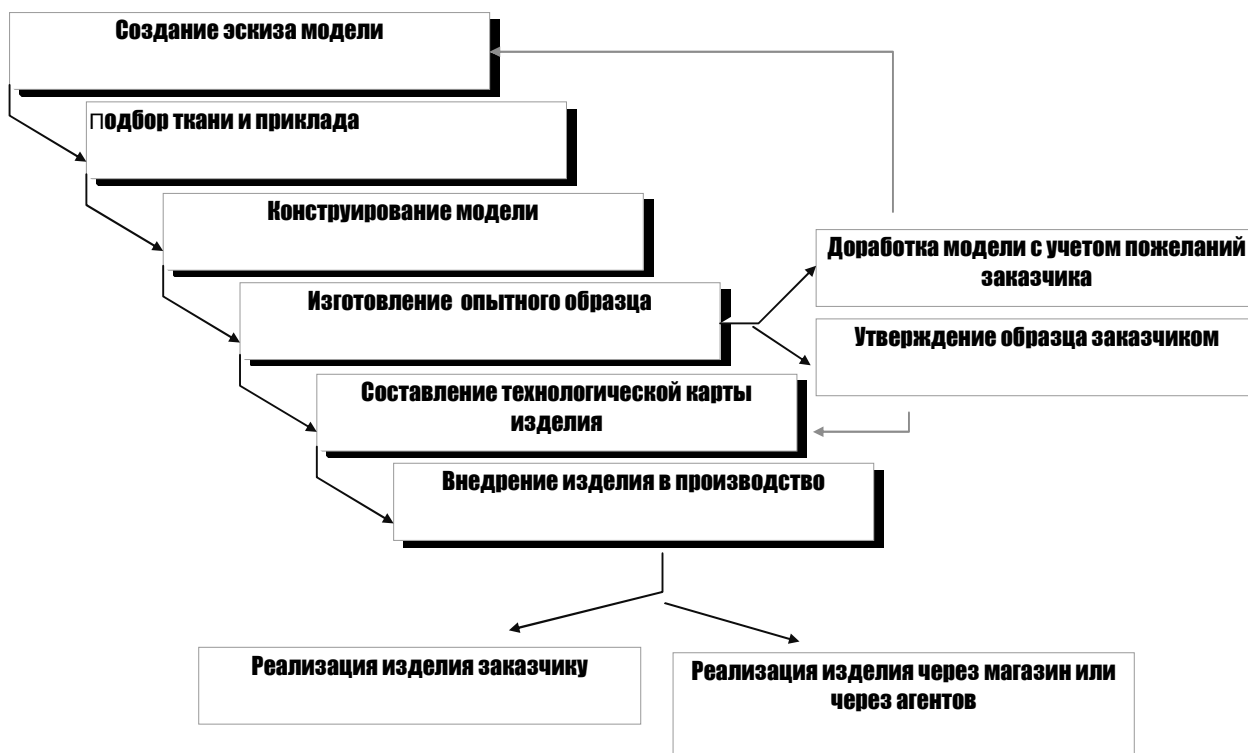 Создание эскиза модели
Подбор ткани и приклада
Конструирование модели
Доработка модели с учетом пожеланий
заказчика
Изготовление опытного образца
Утверждение образца заказчиком
Составление технологической карты
изделия
Внедрение изделия в производство
Реализация изделия заказчику
Реализация изделия через магазин или
через агентов